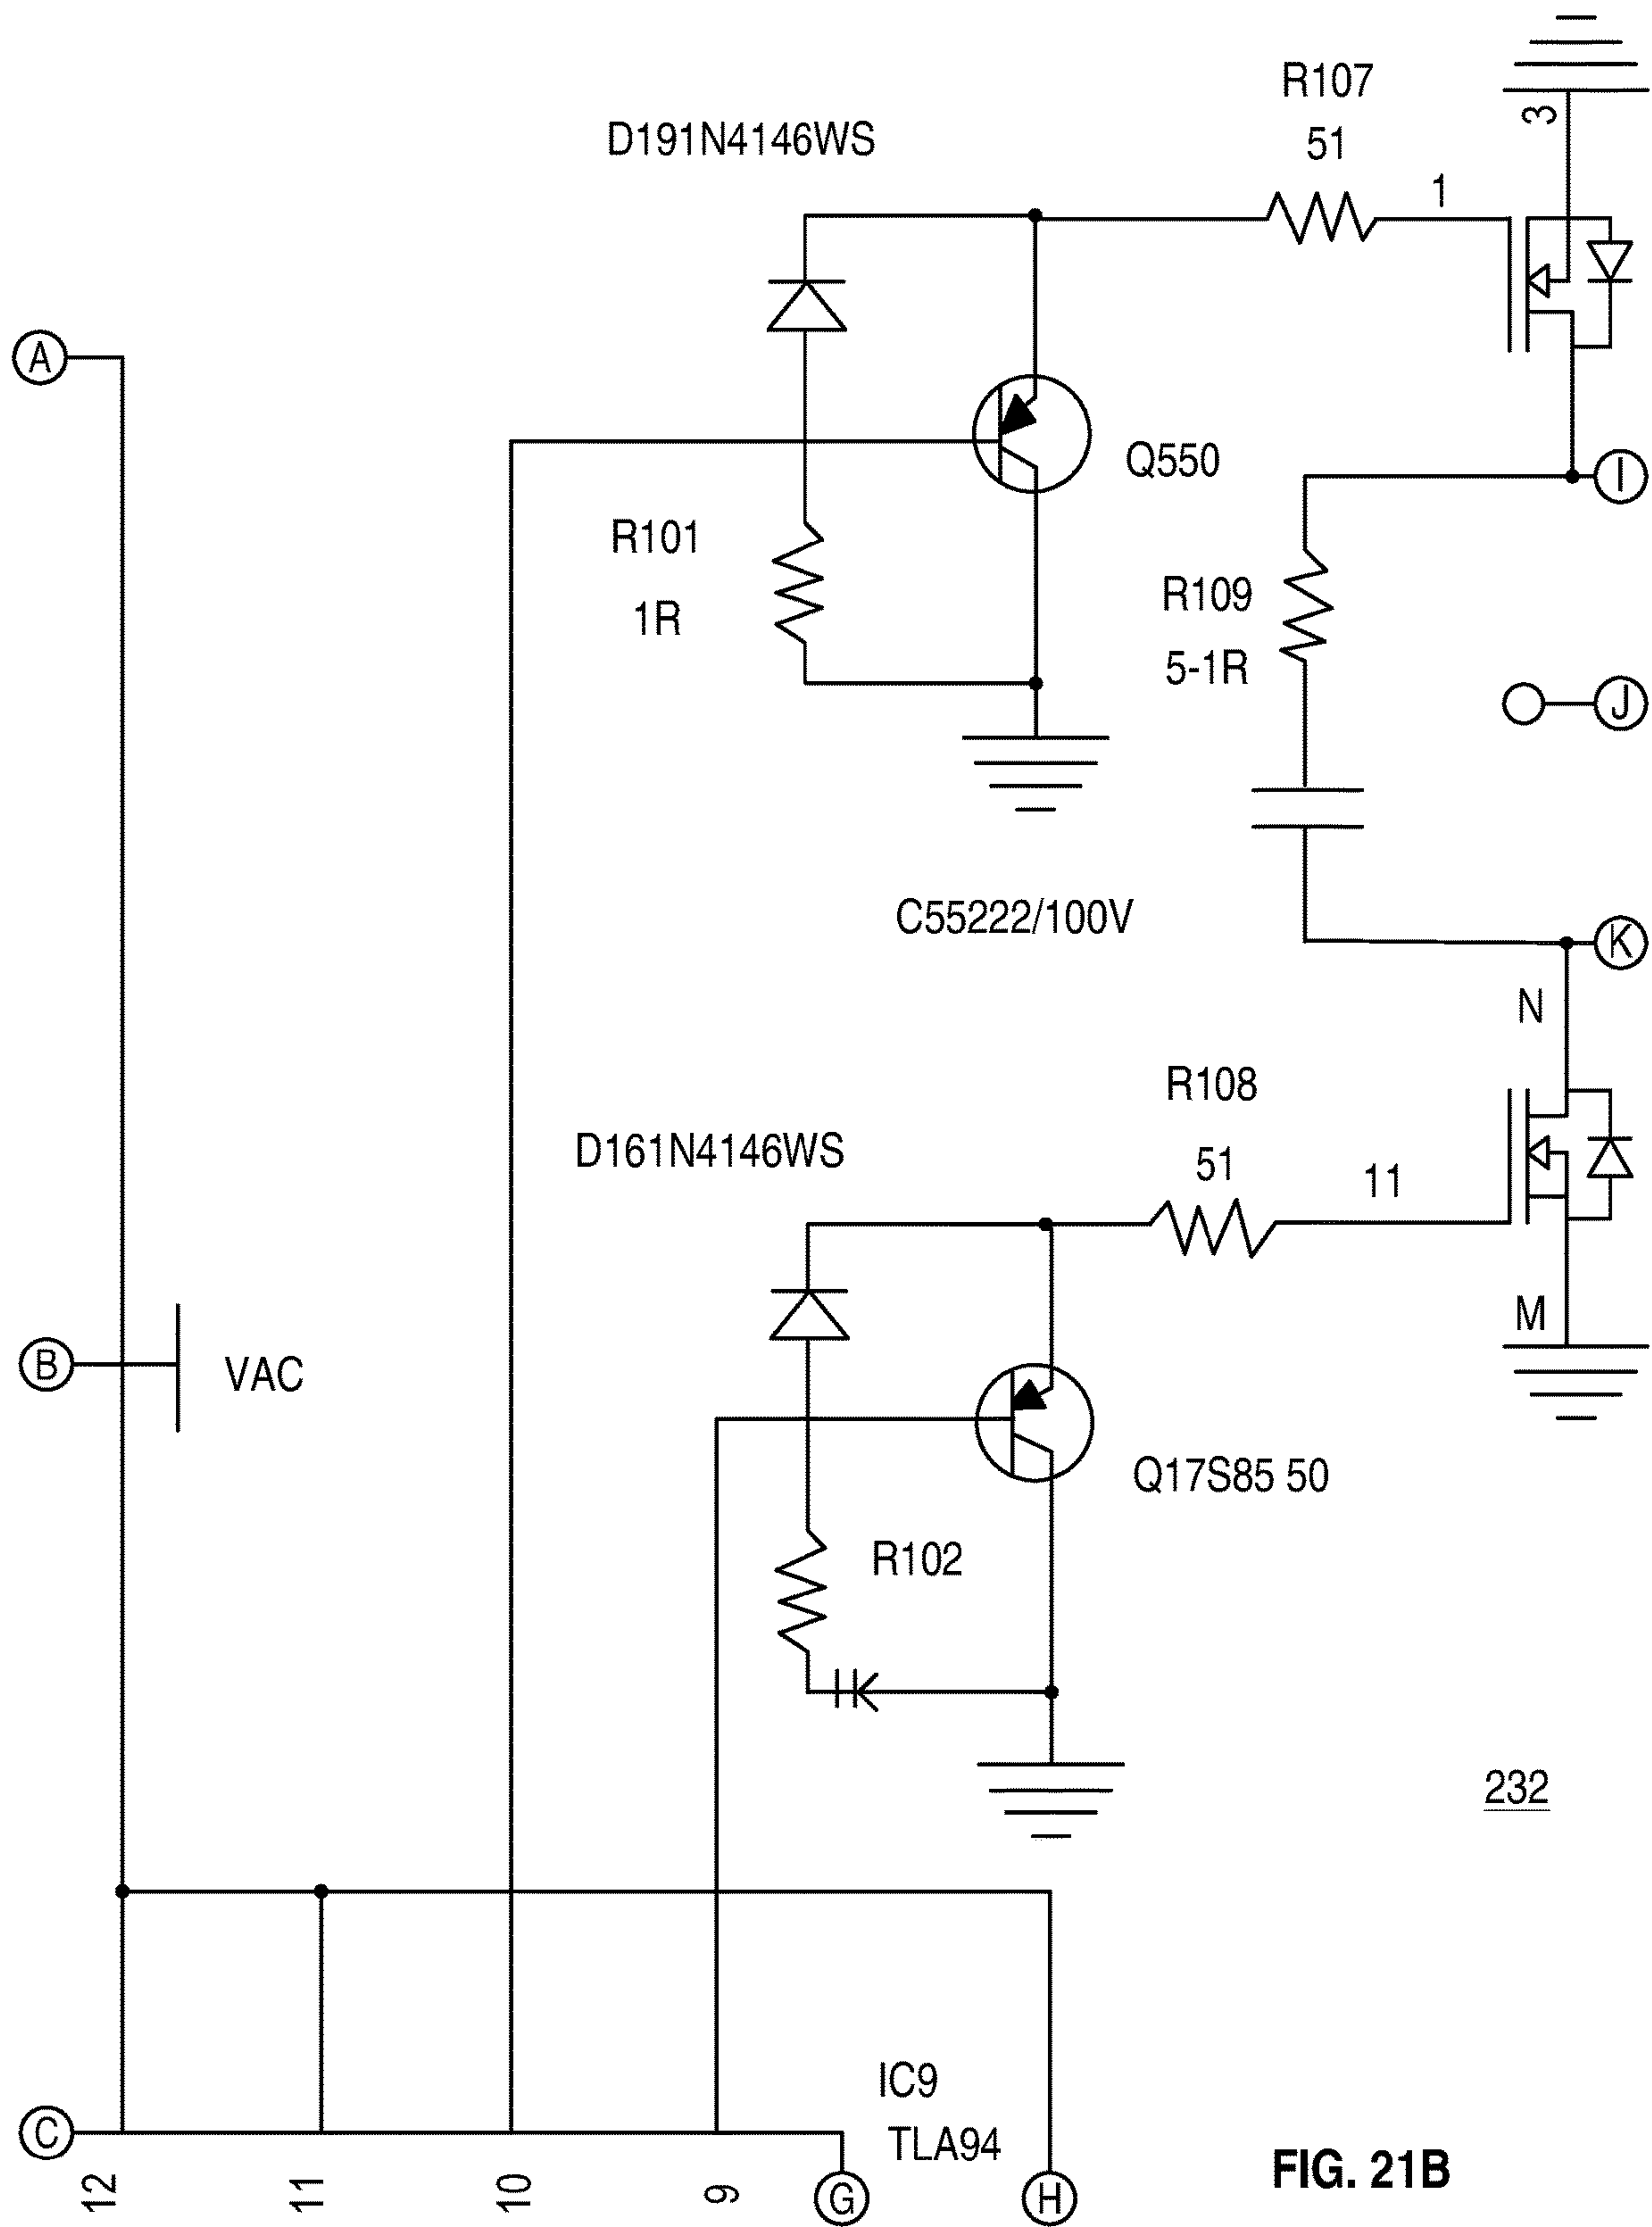 R107
51
3
D191N4146WS
1
A
Q550
I
R101
1R
R109
5-1R
J
C55222/100V
K
N
R108
51
D161N4146WS
11
M
B
VAC
Q17S85 50
R102
232
IC9
TLA94
C
12
11
10
9
G
H
FIG. 21B